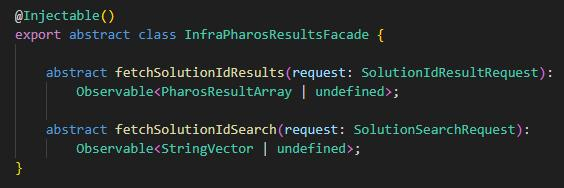 @Injectable()
export abstract class InfraPharosResultsFacade {
abstract fetchSolutionIdResults(request: SolutionIdResultRequest):
Observable<PharosResultArray | undefined>;
abstract fetchSolutionIdSearch(request: SolutionSearchRequest):
Observable<StringVector | undefined>;
}